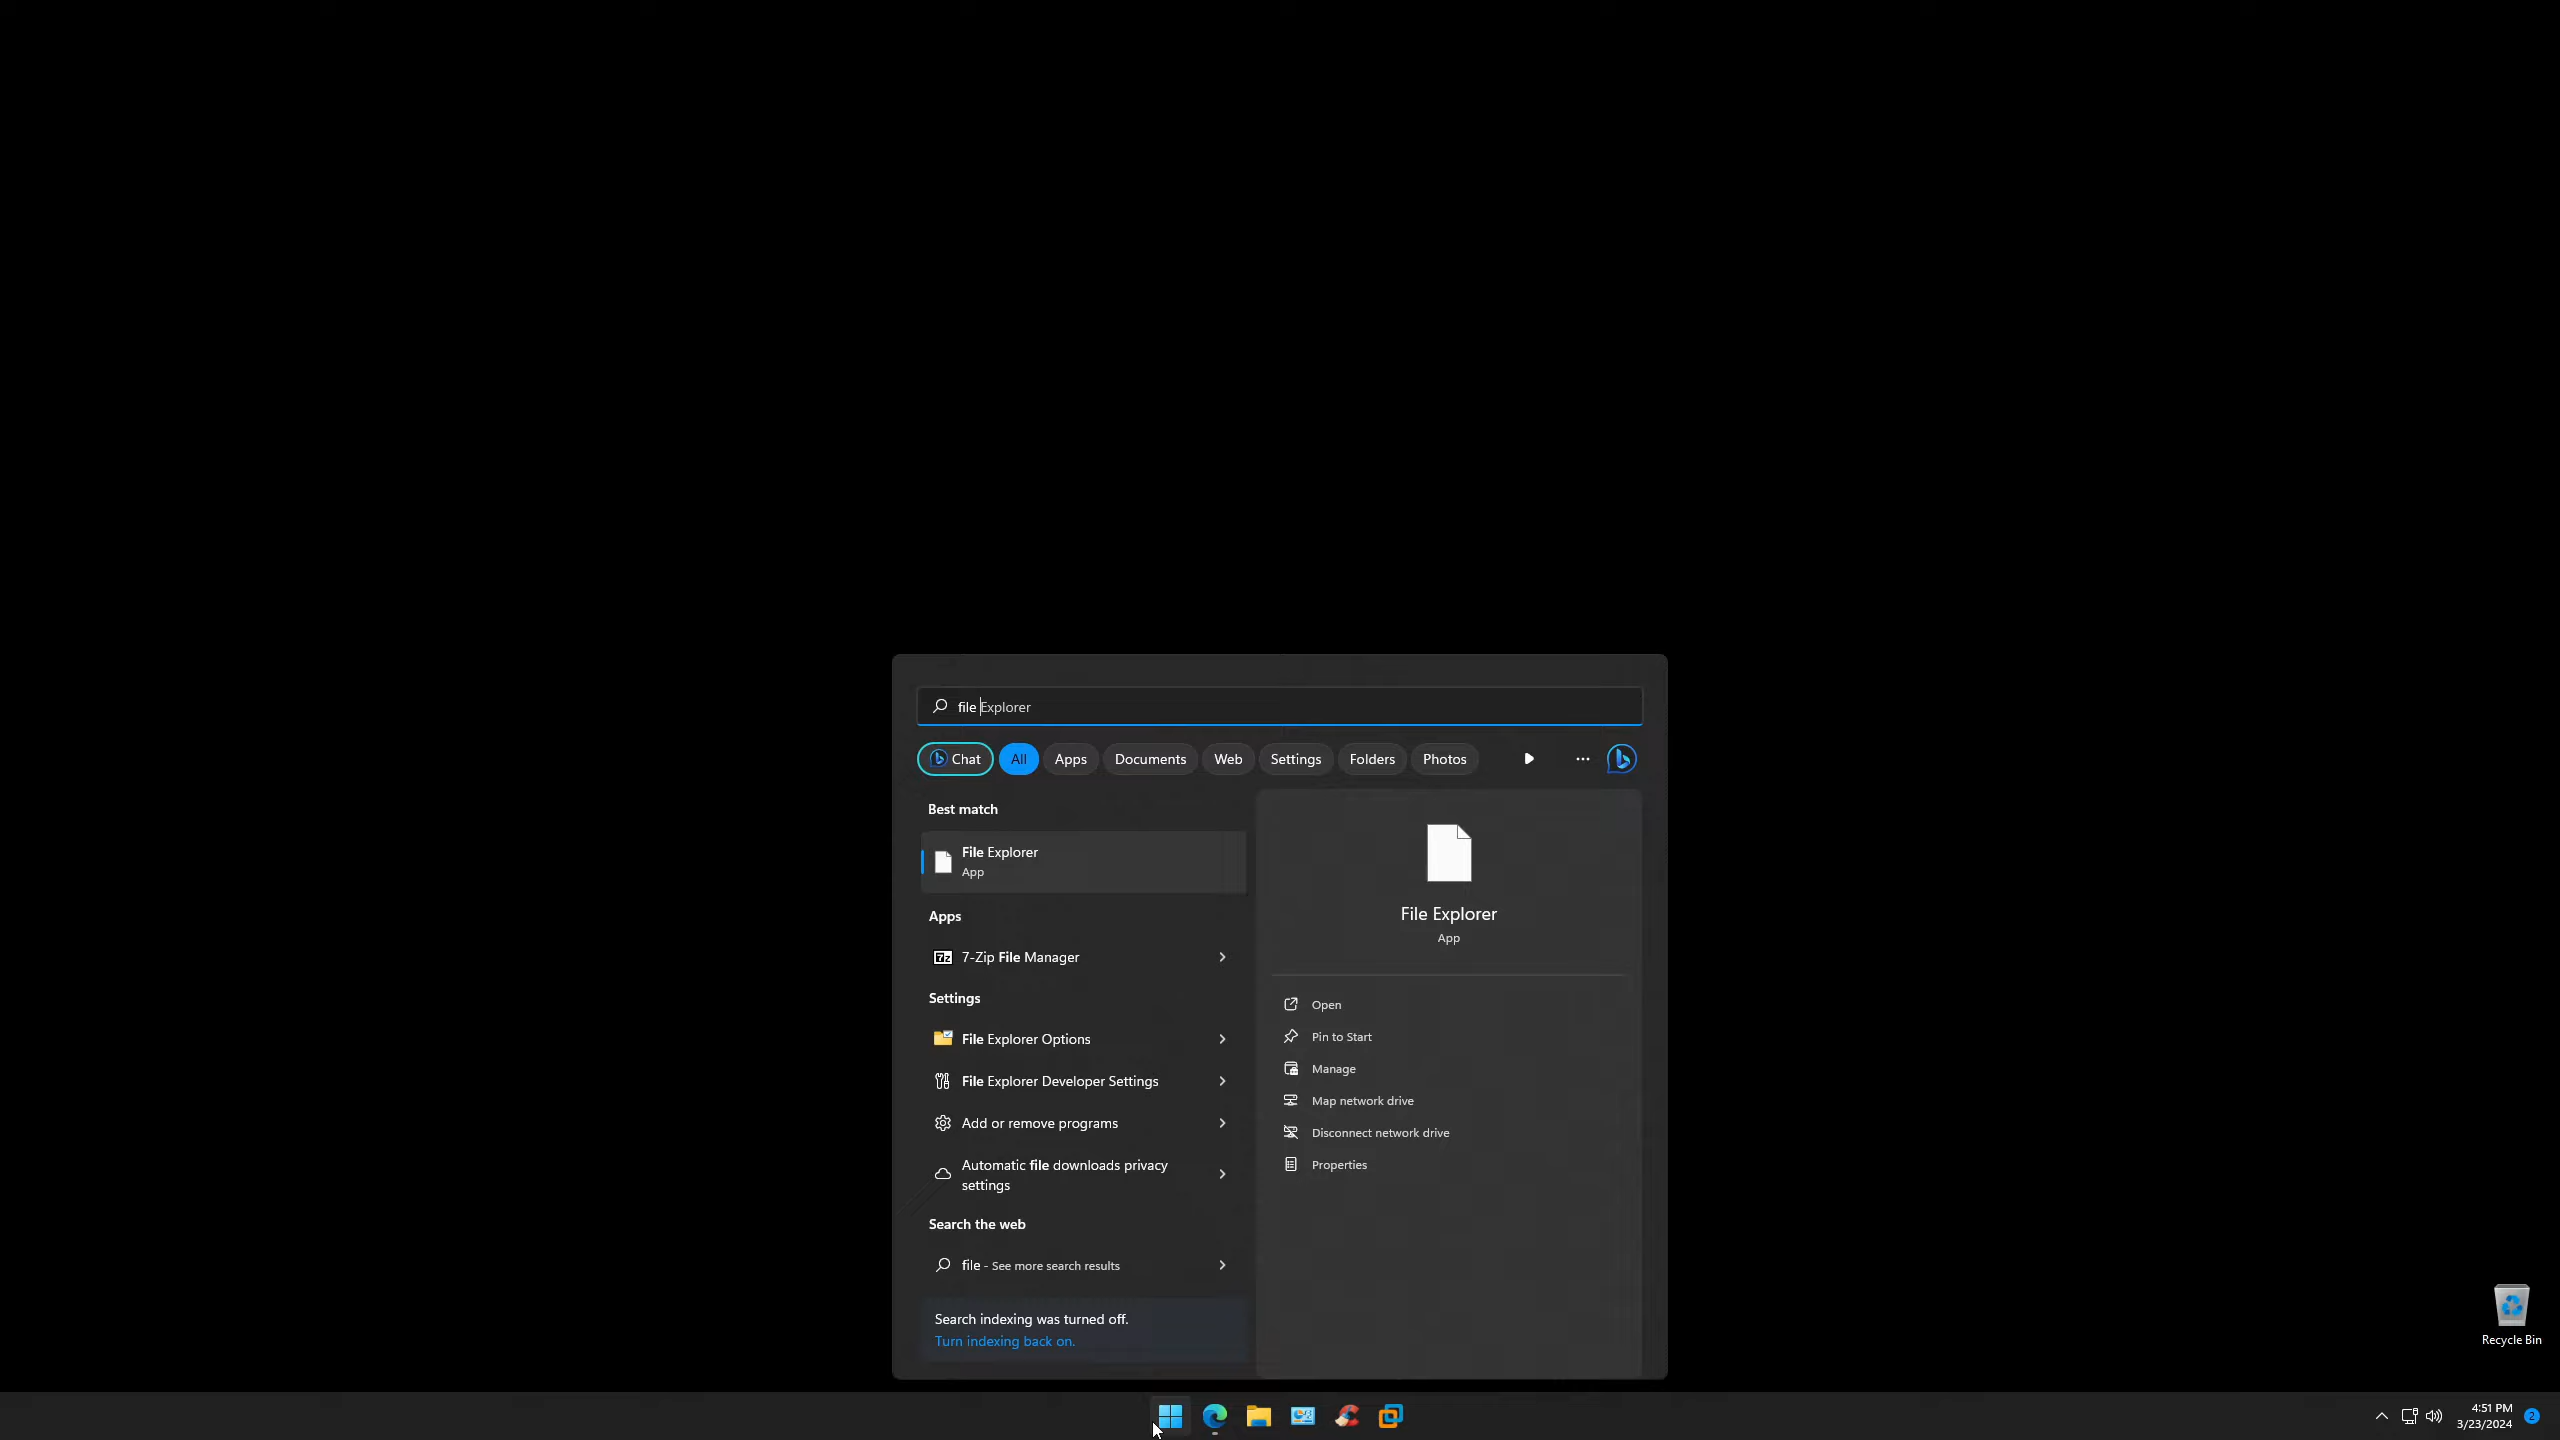 file Explorer
Chat All Apps Documents Web Settings Folders Photos
Best match
File Explorer
App
Apps
7-Zip File Manager
Settings
File Explorer Options
File Explorer Developer Settings
Add or remove programs
Automatic file downloads privacy
settings
Search the web
file - See more search results
Search indexing was turned off.
Turn indexing back on.
File Explorer
App
Open
Pin to Start
Manage
Map network drive
Disconnect network drive
Properties
Recycle Bin
4:51 PM
3/23/2024
2